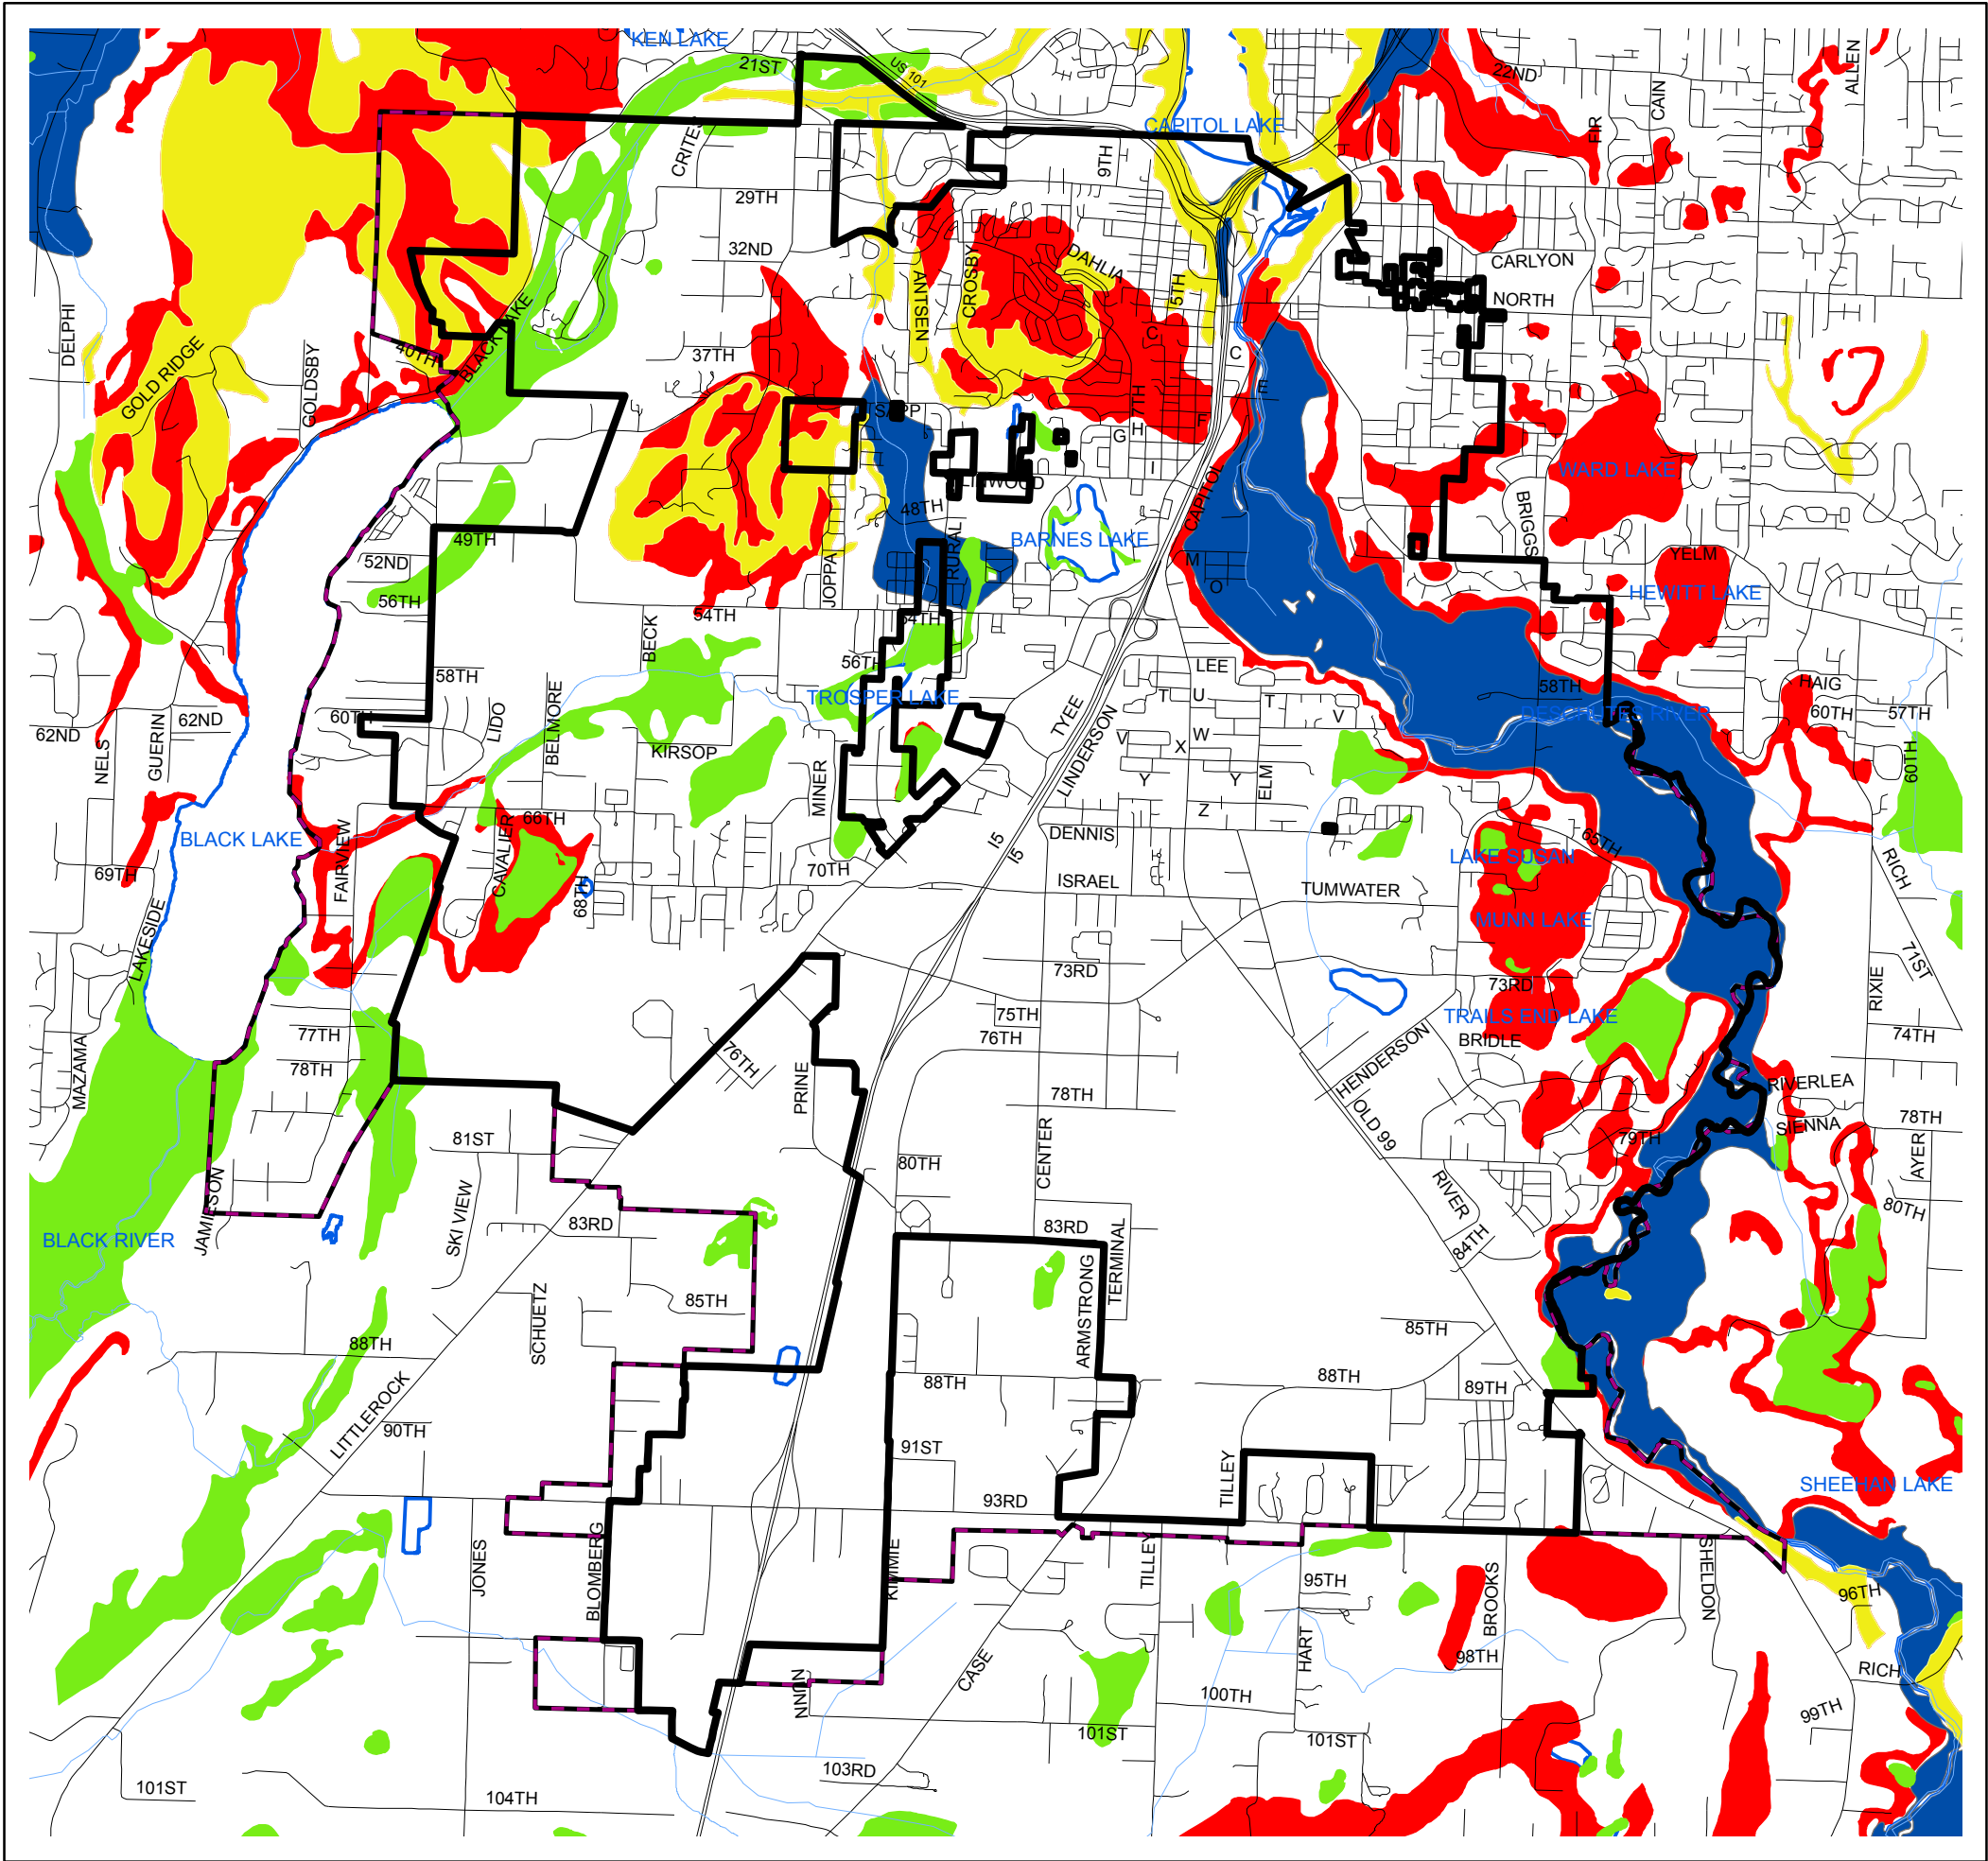 KEN LAKE
21ST
US 101
22ND
ALLEN
CAIN
FIR
CAPITOL LAKE
CRITES
9TH
29TH
32ND
DAHLIA
CROSBY
ANTSEN
5TH
CARLYON
NORTH
DELPHI
GOLD RIDGE
GOLDSBY
40TH
BLACK LAKE
37TH
C
C
E
SAPP
7TH
H
G
F
I
LINWOOD
WARD LAKE
48TH
CAPITOL
BRIGGS
49TH
RURAL
BARNES LAKE
52ND
JOPPA
M
O
YELM
HEWITT LAKE
56TH
54TH
54TH
BECK
56TH
LEE
58TH
58TH
TROSPER LAKE
T
U
T
V
HAIG
60TH
57TH
DESCHUTES RIVER
62ND
62ND
60TH
LIDO
BELMORE
KIRSOP
TYEE
LINDERSON
V
W
X
Y
Y
Z
ELM
60TH
NELS
GUERIN
MINER
66TH
BLACK LAKE
FAIRVIEW
CAVALIER
I5
I5
DENNIS
65TH
LAKE SUSAN
RICH
69TH
68TH
70TH
ISRAEL
TUMWATER
MUNN LAKE
LAKESIDE
73RD
73RD
71ST
RIXIE
75TH
TRAILS END LAKE
77TH
76TH
76TH
BRIDLE
74TH
MAZAMA
78TH
PRINE
78TH
HENDERSON
OLD 99
RIVERLEA
SIENNA
78TH
81ST
79TH
AYER
80TH
CENTER
RIVER
80TH
JAMIESON
SKI VIEW
83RD
83RD
TERMINAL
84TH
BLACK RIVER
85TH
SCHUETZ
ARMSTRONG
85TH
88TH
LITTLEROCK
88TH
88TH
89TH
90TH
91ST
TILLEY
SHEEHAN LAKE
93RD
JONES
BLOMBERG
KIMMIE
TILLEY
95TH
BROOKS
SHELDON
96TH
HART
98TH
RICH
NUNN
CASE
100TH
99TH
101ST
101ST
101ST
103RD
104TH